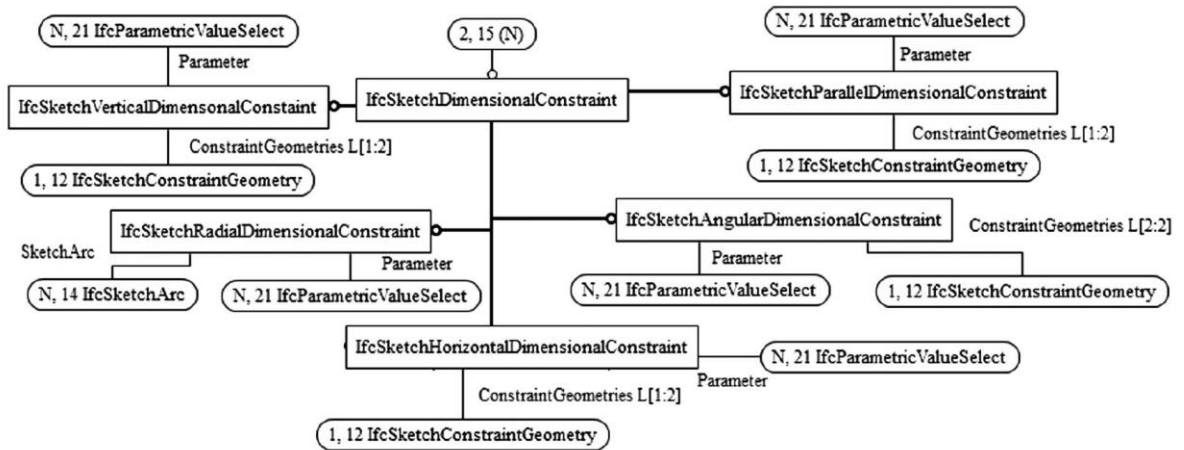 N, 21 IfcParametricValueSelect
2, 15 (N)
N, 21 IfcParametricValueSelect
Parameter
Parameter
IfcSketchVerticalDimensonalConstaint
IfcSketchDimensionalConstraint
IfcSketchParallelDimensionalConstraint
ConstraintGeometries L[1:2]
ConstraintGeometries L[1:2]
1, 12 IfcSketchConstraintGeometry
1, 12 IfcSketchConstraintGeometry
IfcSketchRadialDimensionalConstraint
IfcSketchAngularDimensionalConstraint
ConstraintGeometries L[2:2]
SketchArc
Parameter
Parameter
N, 14 IfcSketchArc
N, 21 IfcParametricValueSelect
N, 21 IfcParametricValueSelect
1, 12 IfcSketchConstraintGeometry
IfcSketchHorizontalDimensionalConstraint
N, 21 IfcParametricValueSelect
Parameter
ConstraintGeometries L[1:2]
1, 12 IfcSketchConstraintGeometry